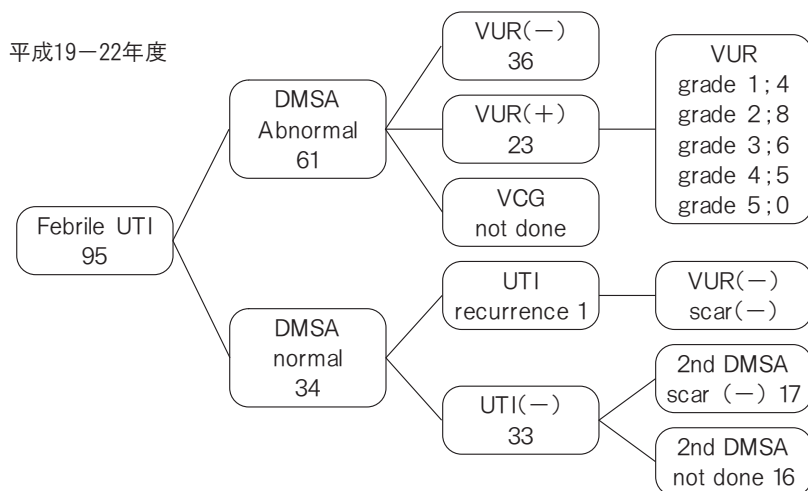 平成19−22年度
Febrile UTI
95
DMSA
Abnormal
61
VUR(−)
36
VUR(+)
23
VCG
not done
VUR
grade 1;4
grade 2;8
grade 3;6
grade 4;5
grade 5;0
DMSA
normal
34
UTI
recurrence 1
VUR(−)
scar(−)
UTI(−)
33
2nd DMSA
scar (−) 17
2nd DMSA
not done 16